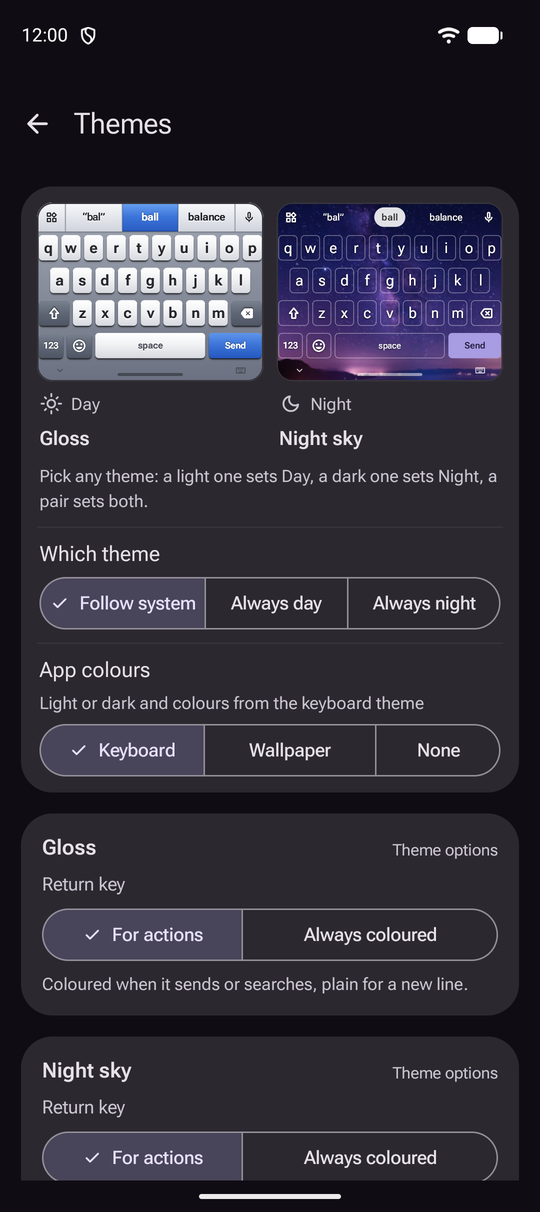 12:00
Themes
"bal" ball balance
q w e r t y u i o p
a s d f g h j k l
z x c v b n m
123 space Send
"bal" ball balance
q w e r t y u i o p
a s d f g h j k l
z x c v b n m
123 space Send
Day
Gloss
Night
Night sky
Pick any theme: a light one sets Day, a dark one sets Night, a
pair sets both.
Which theme
Follow system Always day Always night
App colours
Light or dark and colours from the keyboard theme
Keyboard Wallpaper None
Gloss Theme options
Return key
For actions Always coloured
Coloured when it sends or searches, plain for a new line.
Night sky Theme options
Return key
For actions Always coloured